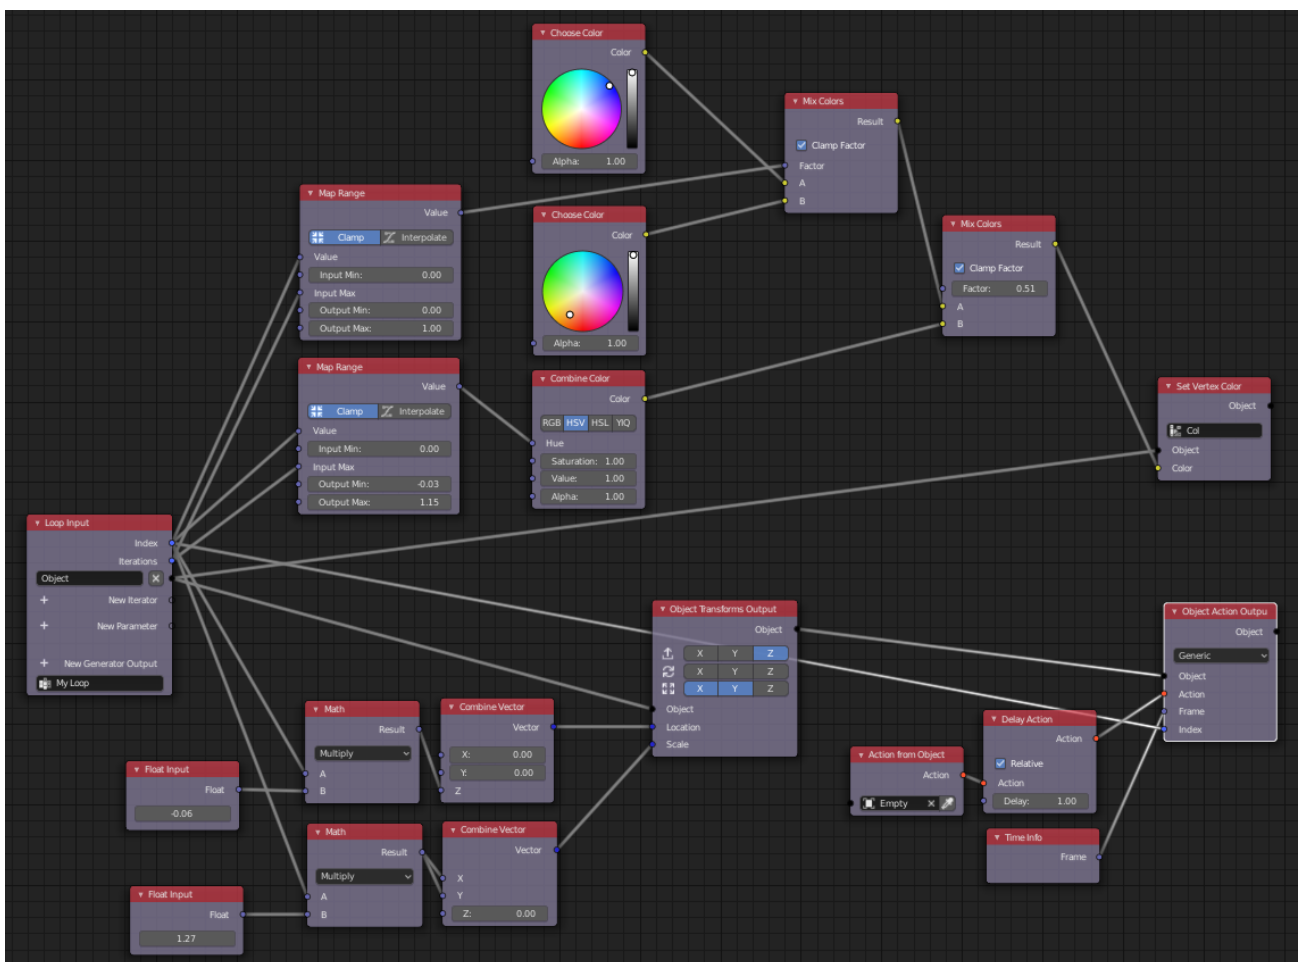 Choose Color
Color
Alpha: 1.00
Mix Colors
Result
Clamp Factor
Factor
A
B
Map Range
Value
Clamp Interpolate
Value
Input Min: 0.00
Input Max
Output Min: 0.00
Output Max: 1.00
Choose Color
Color
Alpha: 1.00
Mix Colors
Result
Clamp Factor
Factor: 0.51
A
B
Map Range
Value
Clamp Interpolate
Value
Input Min: 0.00
Input Max
Output Min: -0.03
Output Max: 1.15
Combine Color
Color
RGB HSV HSL YIQ
Hue
Saturation: 1.00
Value: 1.00
Alpha: 1.00
Set Vertex Color
Object
Col
Object
Color
Loop Input
Index
Iterations
Object
New Iterator
New Parameter
New Generator Output
My Loop
Object Transforms Output
Object
X Y Z
X Y Z
X Y Z
Object
Location
Scale
Object Action Outpu
Object
Generic
Object
Action
Frame
Index
Math
Result
Multiply
A
B
Combine Vector
Vector
X: 0.00
Y: 0.00
Z
Float Input
Float
-0.06
Math
Result
Multiply
A
B
Combine Vector
Vector
X
Y
Z: 0.00
Float Input
Float
1.27
Action from Object
Action
Empty
Delay Action
Action
Relative
Action
Delay: 1.00
Time Info
Frame